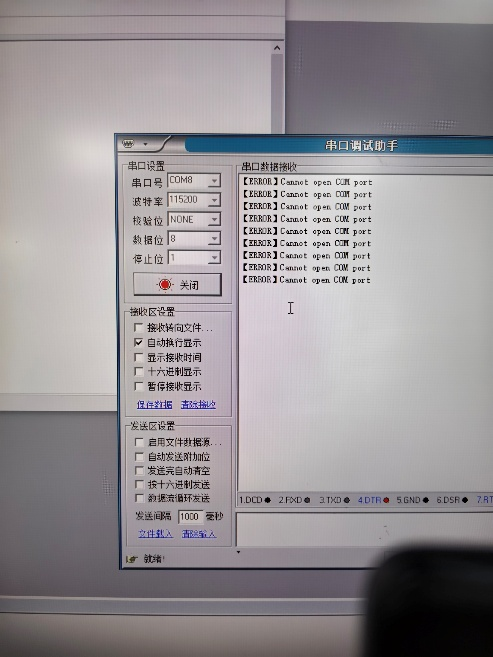 串口调试助手
串口设置
串口号 COM8
波特率 115200
校验位 NONE
数据位 8
停止位 1
关闭
接收区设置
接收转向文件...
自动换行显示
显示接收时间
十六进制显示
暂停接收显示
保存数据 清除接收
发送区设置
启用文件数据源...
自动发送附加位
发送完自动清空
按十六进制发送
数据流循环发送
发送间隔 1000 毫秒
文件载入 清除输入
就绪!
串口数据接收
【ERROR】Cannot open COM port
【ERROR】Cannot open COM port
【ERROR】Cannot open COM port
【ERROR】Cannot open COM port
【ERROR】Cannot open COM port
【ERROR】Cannot open COM port
【ERROR】Cannot open COM port
【ERROR】Cannot open COM port
【ERROR】Cannot open COM port
1.DCD 2.RXD 3.TXD 4.DTR 5.GND 6.DSR 7.RT